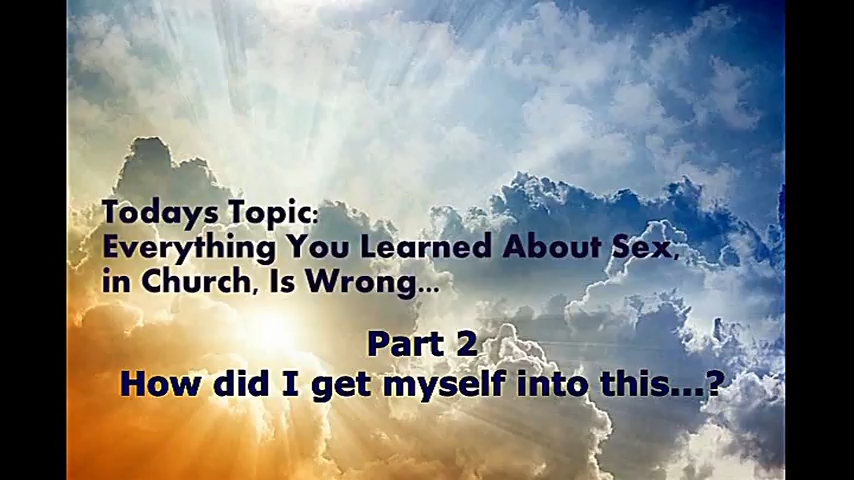 Todays Topic:
Everything You Learned About Sex,
in Church, Is Wrong...
Part 2
How did I get myself into this...?